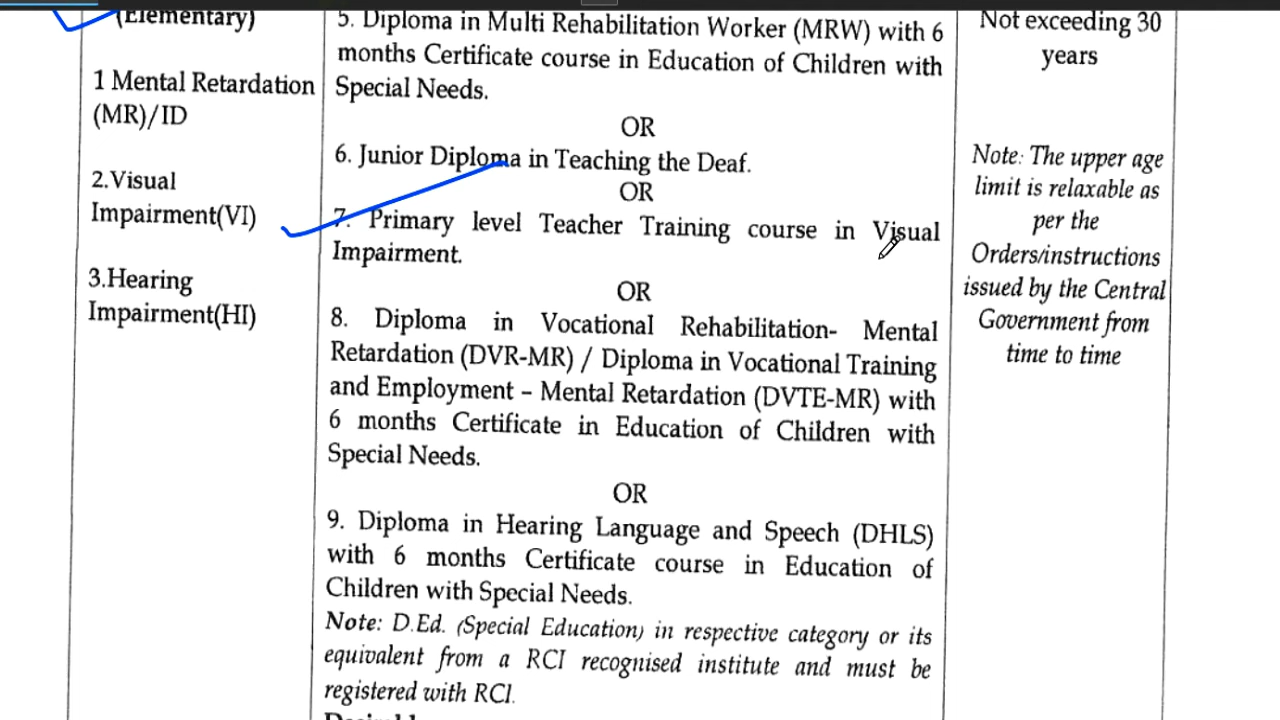 (Elementary)
1 Mental Retardation
(MR)/ID
2.Visual
Impairment(VI)
3.Hearing
Impairment(HI)
5. Diploma in Multi Rehabilitation Worker (MRW) with 6
months Certificate course in Education of Children with
Special Needs.
OR
6. Junior Diploma in Teaching the Deaf.
OR
7. Primary level Teacher Training course in Visual
Impairment.
OR
8. Diploma in Vocational Rehabilitation- Mental
Retardation (DVR-MR) / Diploma in Vocational Training
and Employment – Mental Retardation (DVTE-MR) with
6 months Certificate in Education of Children with
Special Needs.
OR
9. Diploma in Hearing Language and Speech (DHLS)
with 6 months Certificate course in Education of
Children with Special Needs.
Note: D.Ed. (Special Education) in respective category or its
equivalent from a RCI recognised institute and must be
registered with RCI.
Not exceeding 30
years
Note: The upper age
limit is relaxable as
per the
Orders/instructions
issued by the Central
Government from
time to time